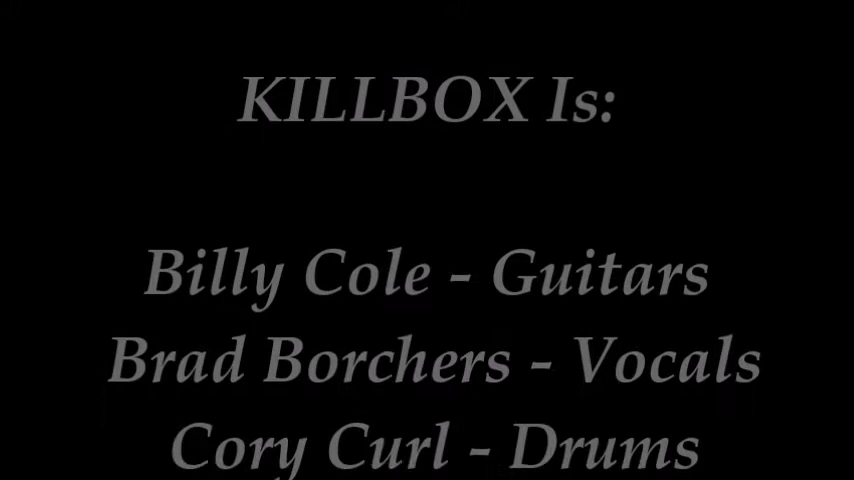 KILLBOX Is:
Billy Cole - Guitars
Brad Borchers - Vocals
Cory Curl - Drums